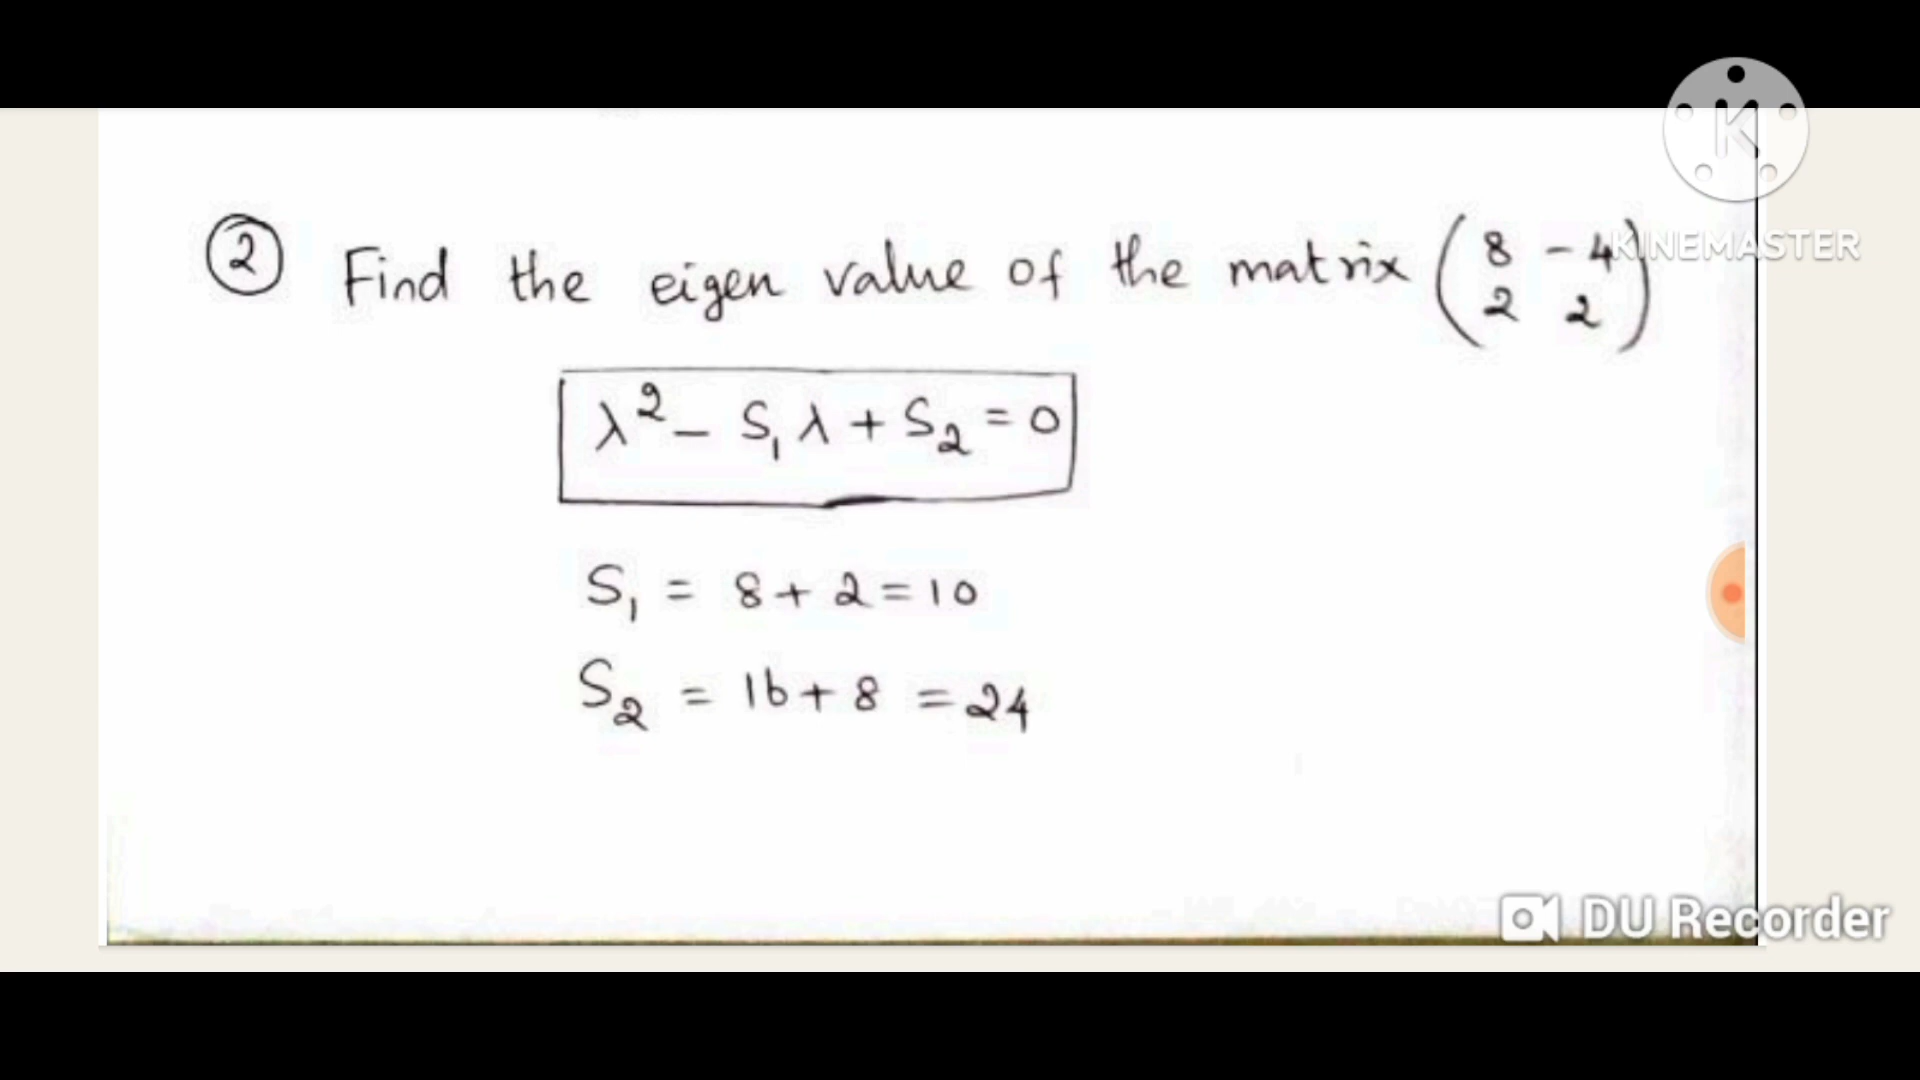 K
KINEMASTER
② Find the eigen value of the matrix (8 -4
2 2)
λ² - S₁ λ + S₂ = 0
S₁ = 8 + 2 = 10
S₂ = 16 + 8 = 24
DU Recorder